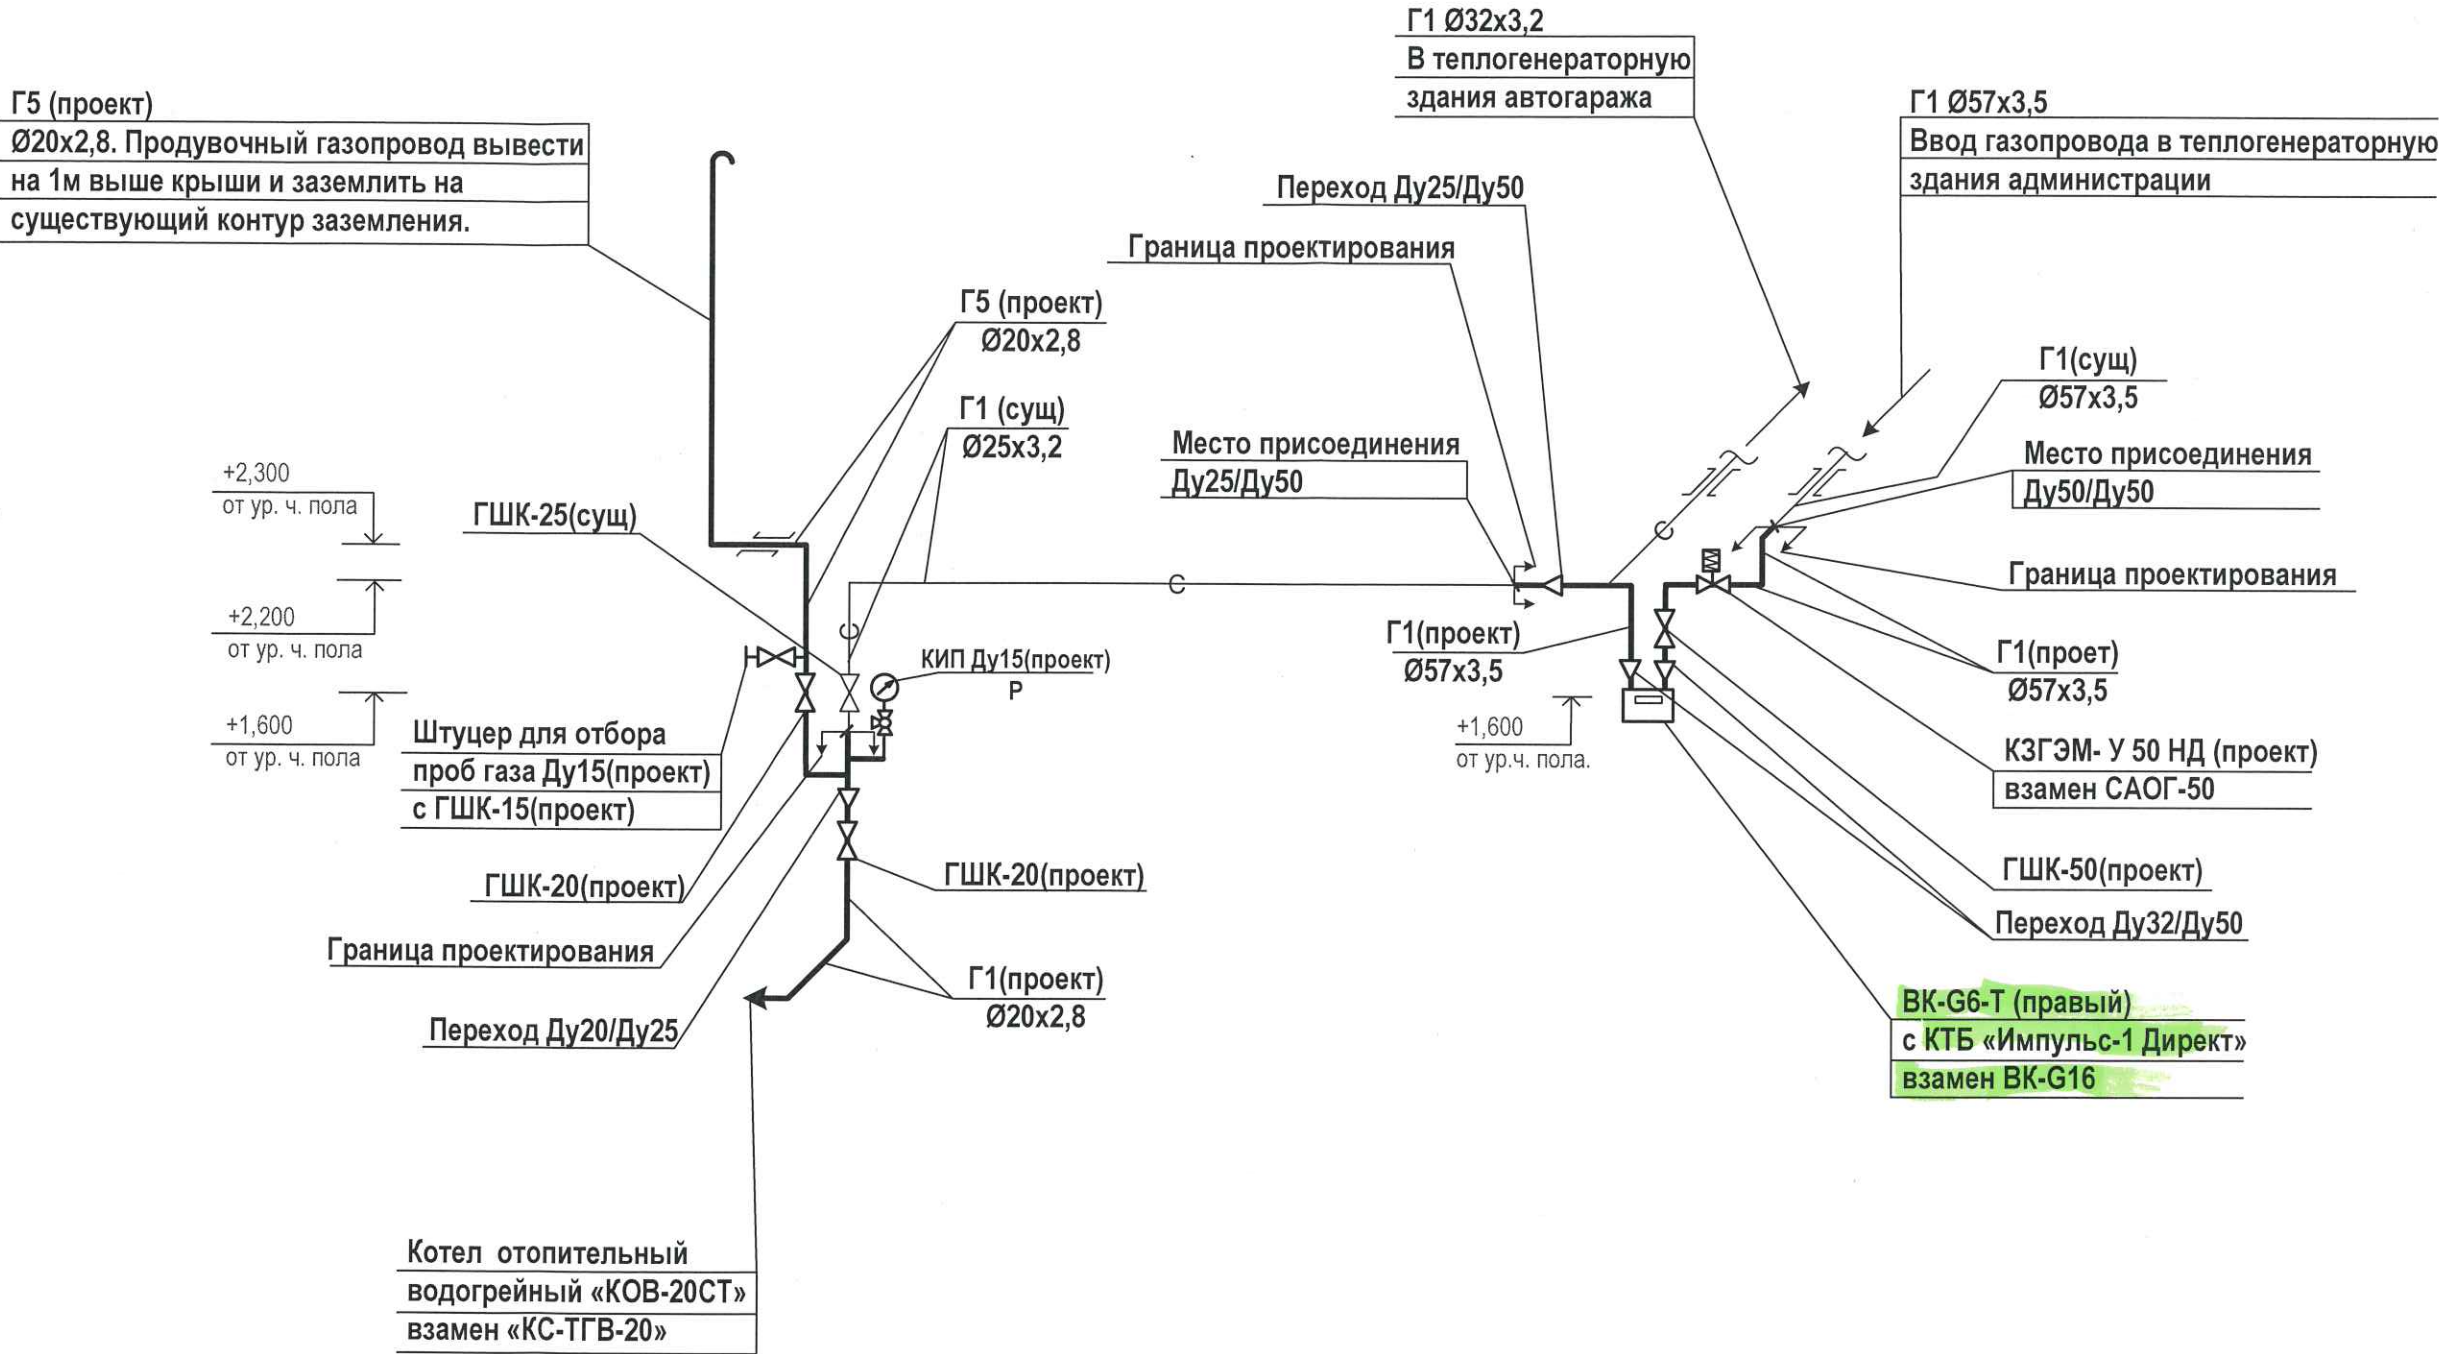 Г5 (проект)
Ø20х2,8. Продувочный газопровод вывести
на 1м выше крыши и заземлить на
существующий контур заземления.
Г1 Ø32х3,2
В теплогенераторную
здания автогаража
Г1 Ø57х3,5
Ввод газопровода в теплогенераторную
здания администрации
Переход Ду25/Ду50
Граница проектирования
Г5 (проект)
Ø20х2,8
Г1 (сущ)
Ø25х3,2
Место присоединения
Ду25/Ду50
Г1(сущ)
Ø57х3,5
Место присоединения
Ду50/Ду50
Граница проектирования
+2,300
от ур. ч. пола
+2,200
от ур. ч. пола
+1,600
от ур. ч. пола
ГШК-25(сущ)
С
С
С
КИП Ду15(проект)
Р
Г1(проект)
Ø57х3,5
+1,600
от ур.ч. пола.
Г1(проет)
Ø57х3,5
Штуцер для отбора
проб газа Ду15(проект)
с ГШК-15(проект)
КЗГЭМ- У 50 НД (проект)
взамен САОГ-50
ГШК-20(проект)
ГШК-20(проект)
ГШК-50(проект)
Граница проектирования
Переход Ду32/Ду50
Г1(проект)
Ø20х2,8
Переход Ду20/Ду25
ВК-G6-Т (правый)
с КТБ «Импульс-1 Директ»
взамен ВК-G16
Котел отопительный
водогрейный «КОВ-20СТ»
взамен «КС-ТГВ-20»